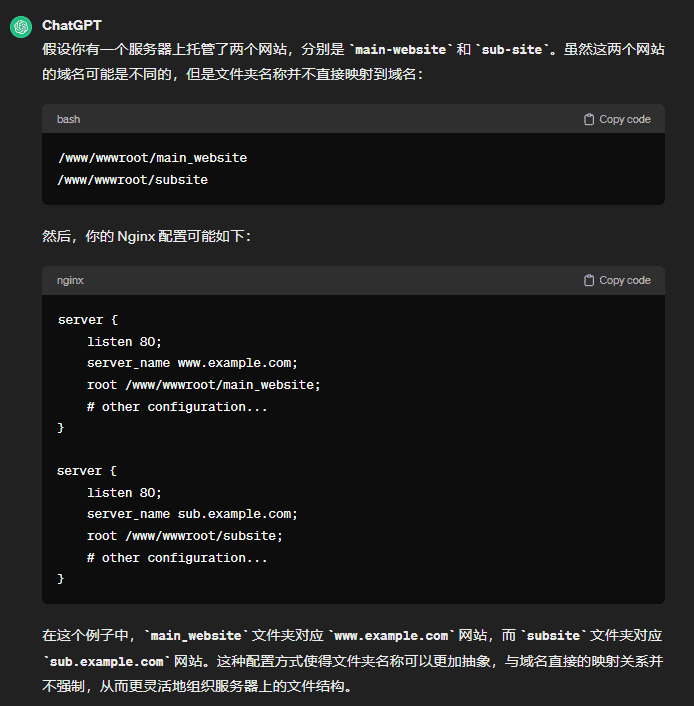 ChatGPT
假设你有一个服务器上托管了两个网站，分别是 `main-website` 和 `sub-site`。虽然这两个网站
的域名可能是不同的，但是文件夹名称并不直接映射到域名：
bash
Copy code
/www/wwwroot/main_website
/www/wwwroot/subsite
然后，你的 Nginx 配置可能如下：
nginx
Copy code
server {
    listen 80;
    server_name www.example.com;
    root /www/wwwroot/main_website;
    # other configuration...
}
server {
    listen 80;
    server_name sub.example.com;
    root /www/wwwroot/subsite;
    # other configuration...
}
在这个例子中，`main_website` 文件夹对应 `www.example.com` 网站，而 `subsite` 文件夹对应
`sub.example.com` 网站。这种配置方式使得文件夹名称可以更加抽象，与域名直接的映射关系并
不强制，从而更灵活地组织服务器上的文件结构。